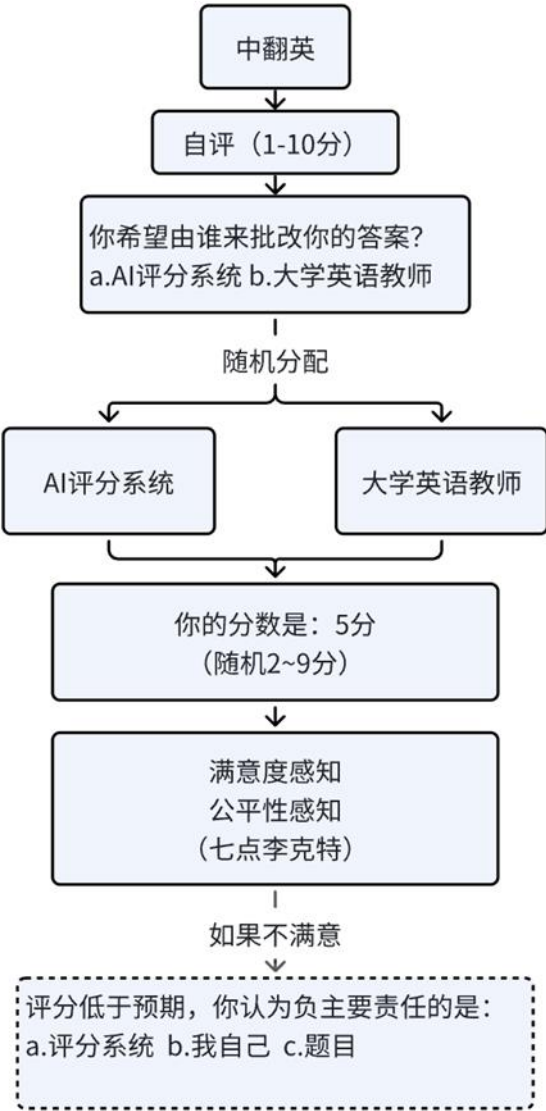 中翻英
自评（1-10分）
你希望由谁来批改你的答案？
a.AI评分系统 b.大学英语教师
随机分配
AI评分系统
大学英语教师
你的分数是：5分
（随机2~9分）
满意度感知
公平性感知
（七点李克特）
如果不满意
评分低于预期，你认为负主要责任的是：
a.评分系统 b.我自己 c.题目